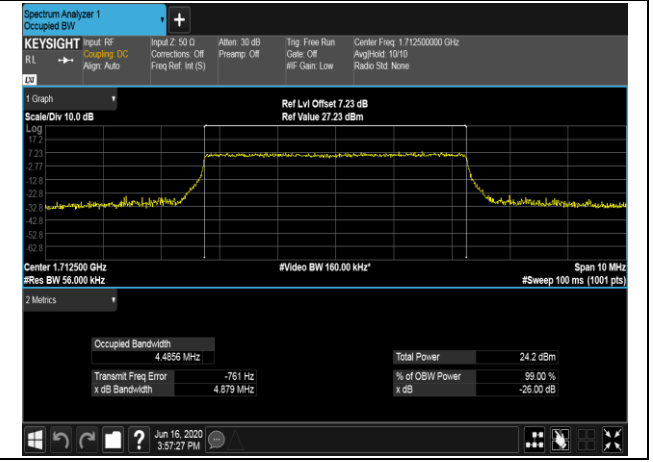 Spectrum Analyzer 1
Occupied BW
+
KEYSIGHT Input: RF Input Z: 50 Ω Atten: 30 dB Trig: Free Run Center Freq: 1.712500000 GHz
RL Coupling: DC Corrections: Off Preamp: Off Gate: Off Avg|Hold: 10/10
Align: Auto Freq Ref: Int (S) #IF Gain: Low Radio Std: None
LXI
1 Graph Ref Lvl Offset 7.23 dB
Scale/Div 10.0 dB Ref Value 27.23 dBm
Log
17.2
7.23
-2.77
-12.8
-22.8
-32.8
-42.8
-52.8
-62.8
Center 1.712500 GHz #Video BW 160.00 kHz* Span 10 MHz
#Res BW 56.000 kHz #Sweep 100 ms (1001 pts)
2 Metrics
Occupied Bandwidth
4.4856 MHz Total Power 24.2 dBm
Transmit Freq Error -761 Hz % of OBW Power 99.00 %
x dB Bandwidth 4.879 MHz x dB -26.00 dB
? Jun 16, 2020
3:57:27 PM